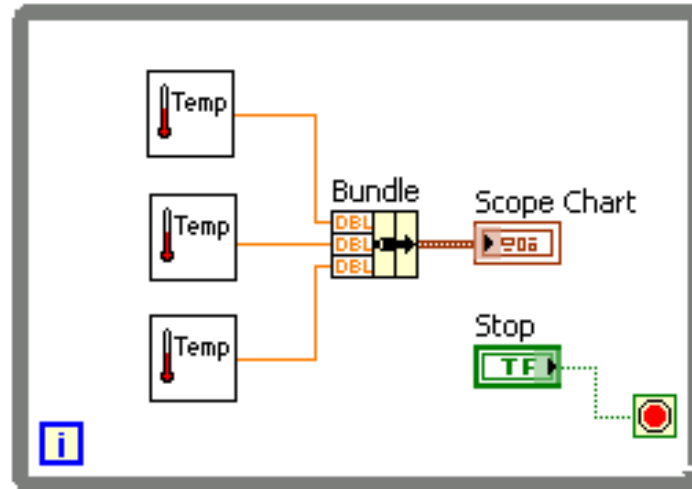 Temp
Bundle
Scope Chart
Temp
DBL
DBL
DBL
Stop
Temp
TF
i